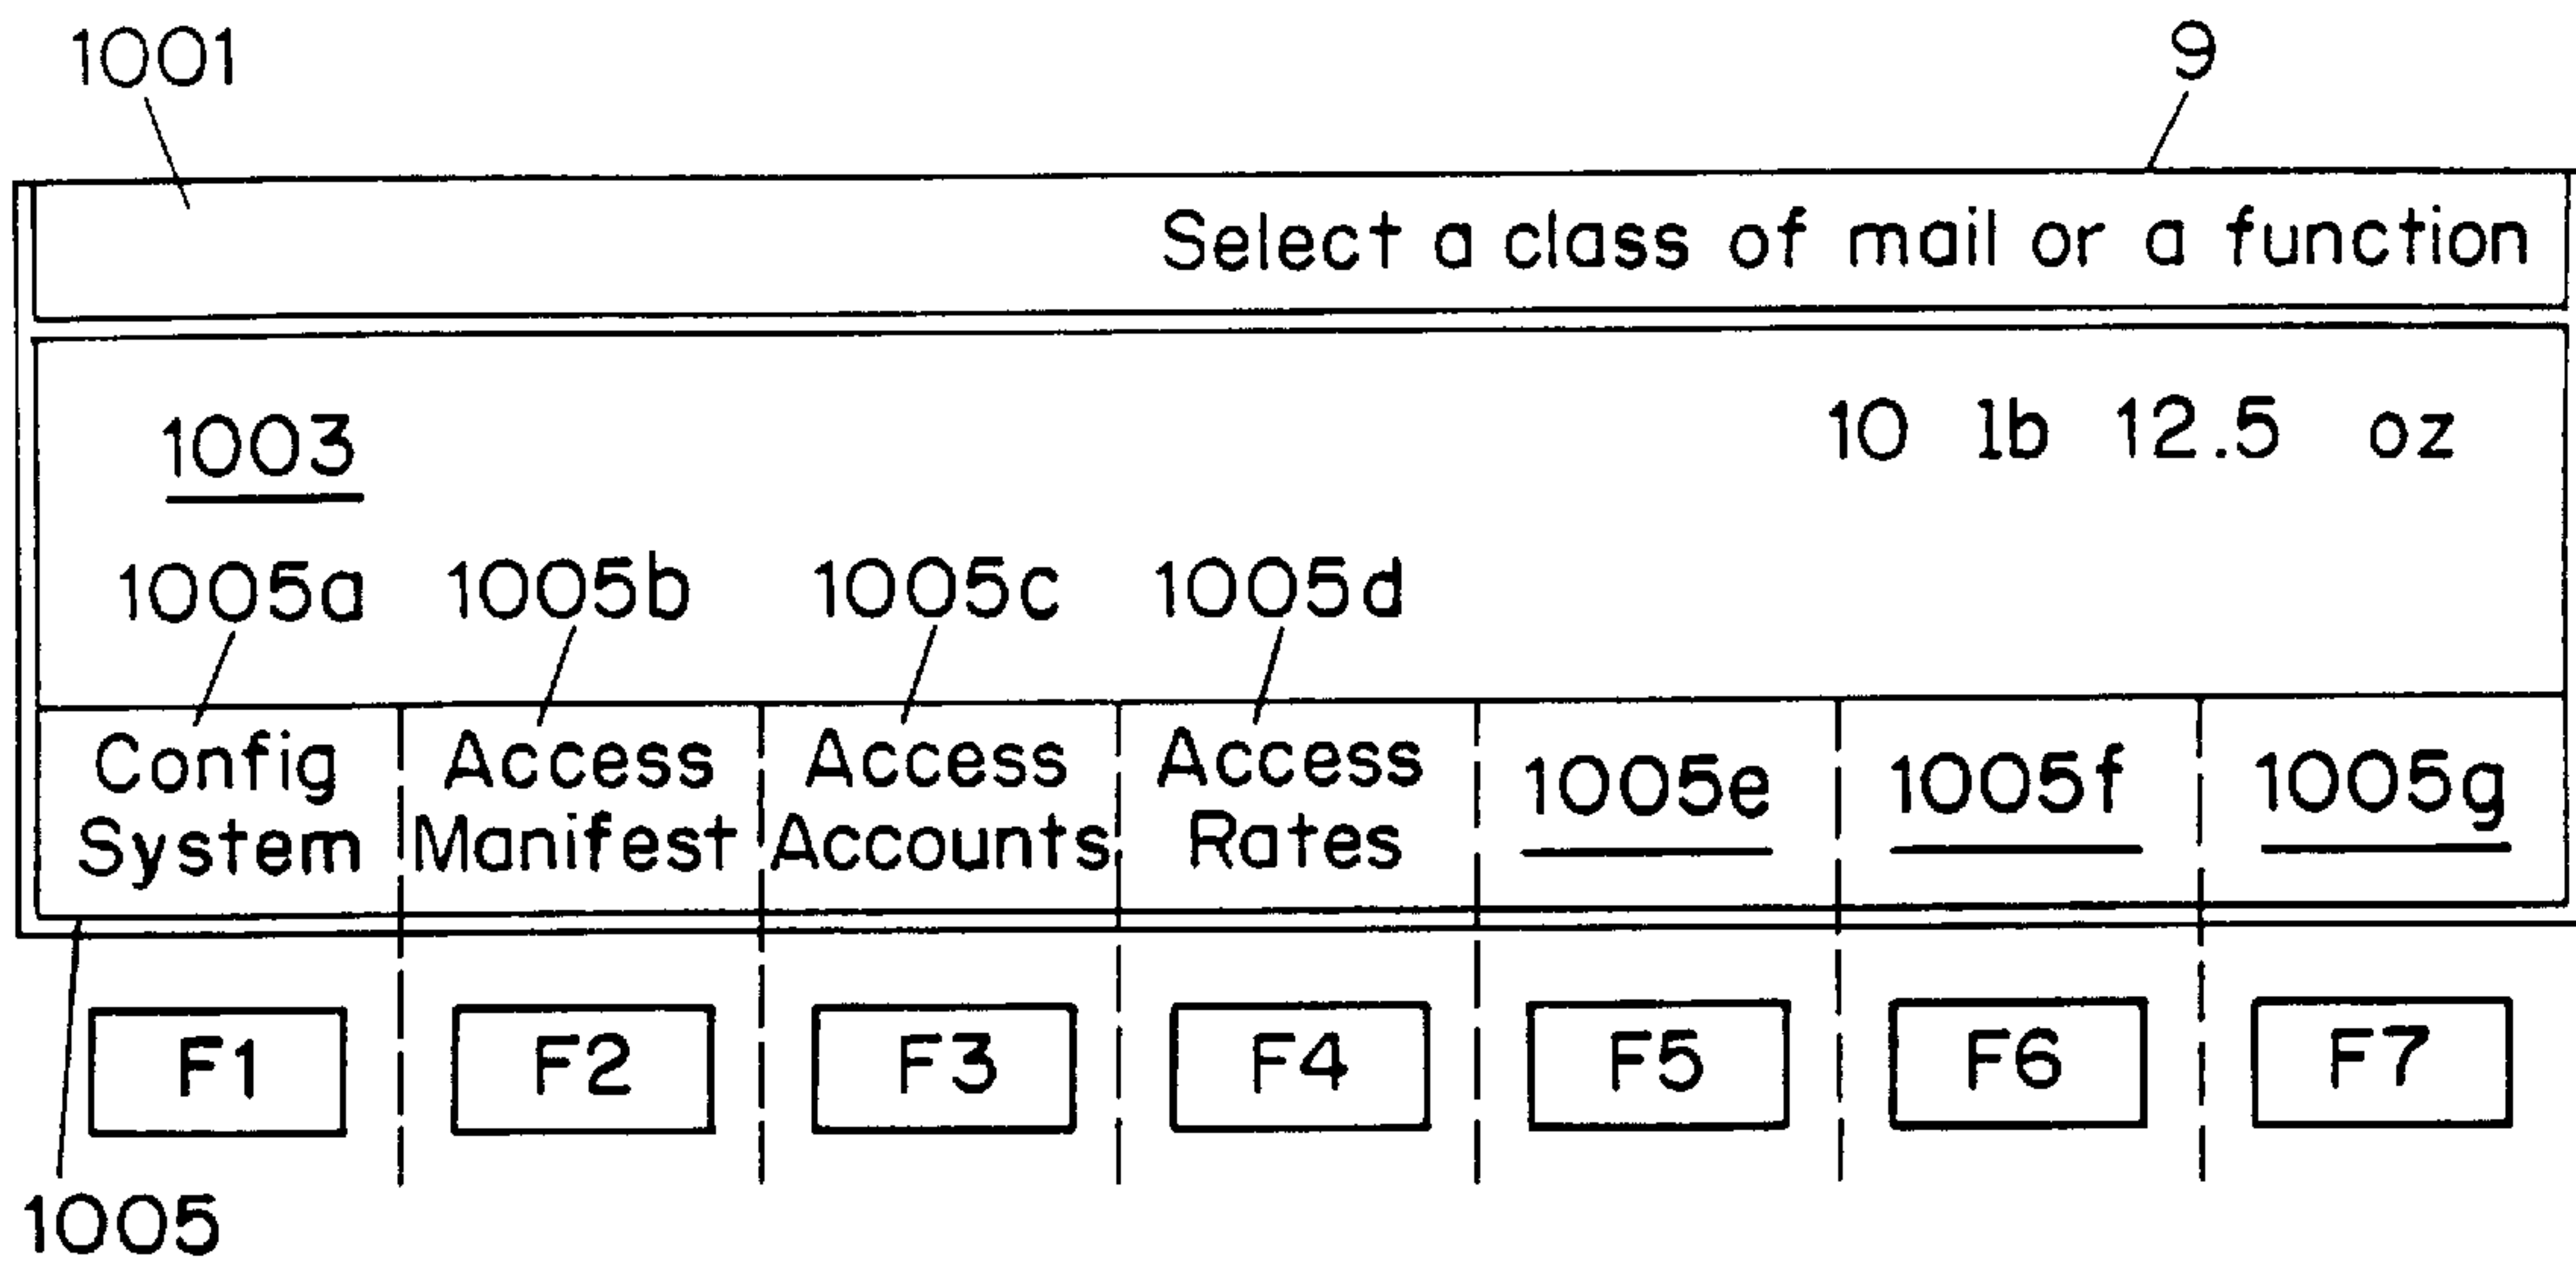 1001 9
Select a class of mail or a function
1003 10 lb 12.5 oz
1005a 1005b 1005c 1005d
Config Access Access Access
System Manifest Accounts Rates 1005e 1005f 1005g
F1 F2 F3 F4 F5 F6 F7
1005